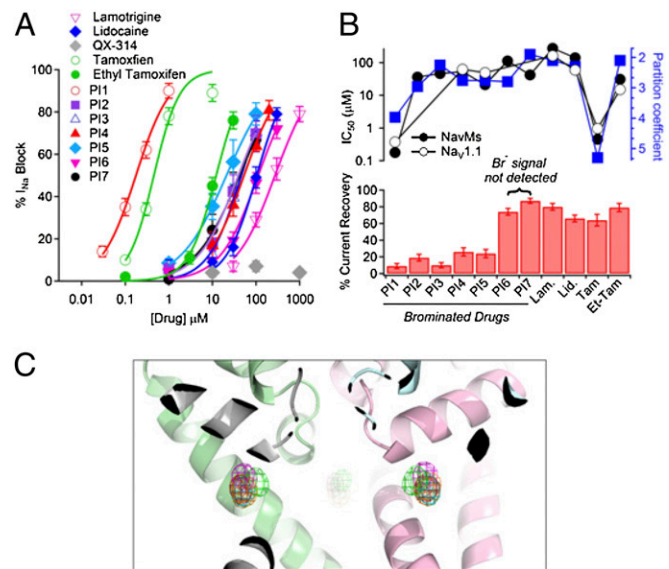 A
Lamotrigine
Lidocaine
QX-314
Tamoxfien
Ethyl Tamoxifen
PI1
PI2
PI3
PI4
PI5
PI6
PI7
% INa Block
100
80
60
40
20
0
0.01 0.1 1 10 100 1000
[Drug] µM
B
IC50 (µM)
100
10
1
0.1
NavMs
NaV1.1
2
3
4
5
Partition coefficient
Br- signal
not detected
% Current Recovery
100
80
60
40
20
0
PI1 PI2 PI3 PI4 PI5 PI6 PI7 Lam. Lid. Tam Et-Tam
Brominated Drugs
C